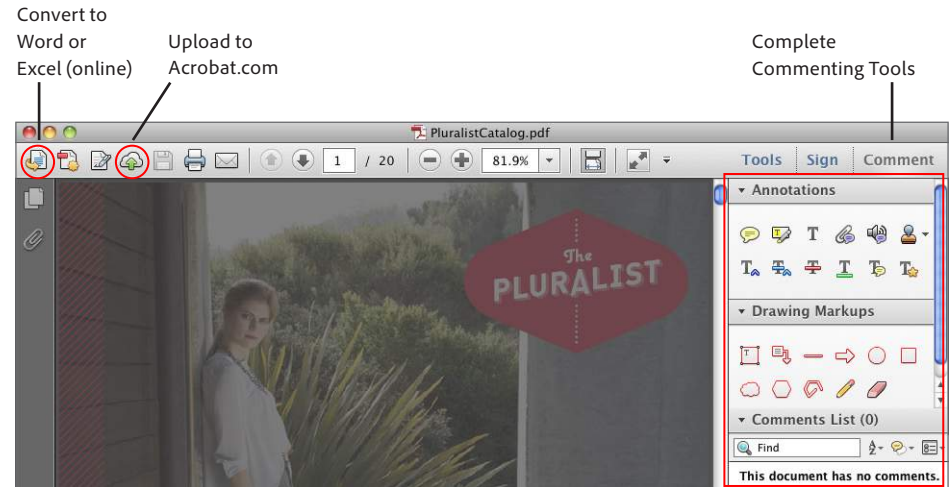 Convert to
Word or
Excel (online)
Upload to
Acrobat.com
Complete
Commenting Tools
PluralistCatalog.pdf
1 / 20
81.9%
Tools Sign Comment
The
PLURALIST
Annotations
T
Drawing Markups
Comments List (0)
Find
This document has no comments.